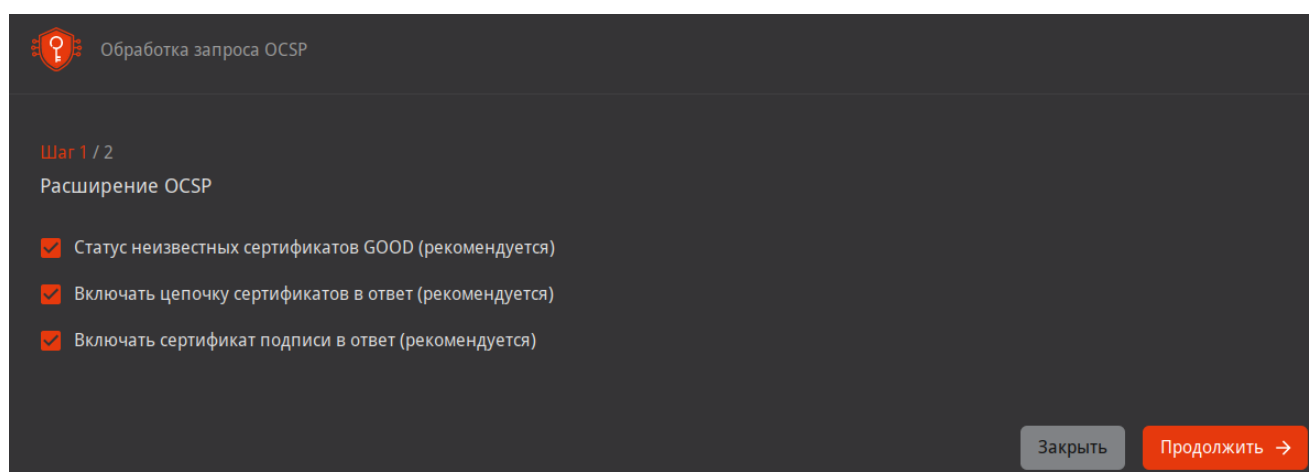 Обработка запроса OCSP
Шаг 1 / 2
Расширение OCSP
Статус неизвестных сертификатов GOOD (рекомендуется)
Включать цепочку сертификатов в ответ (рекомендуется)
Включать сертификат подписи в ответ (рекомендуется)
Закрыть
Продолжить →